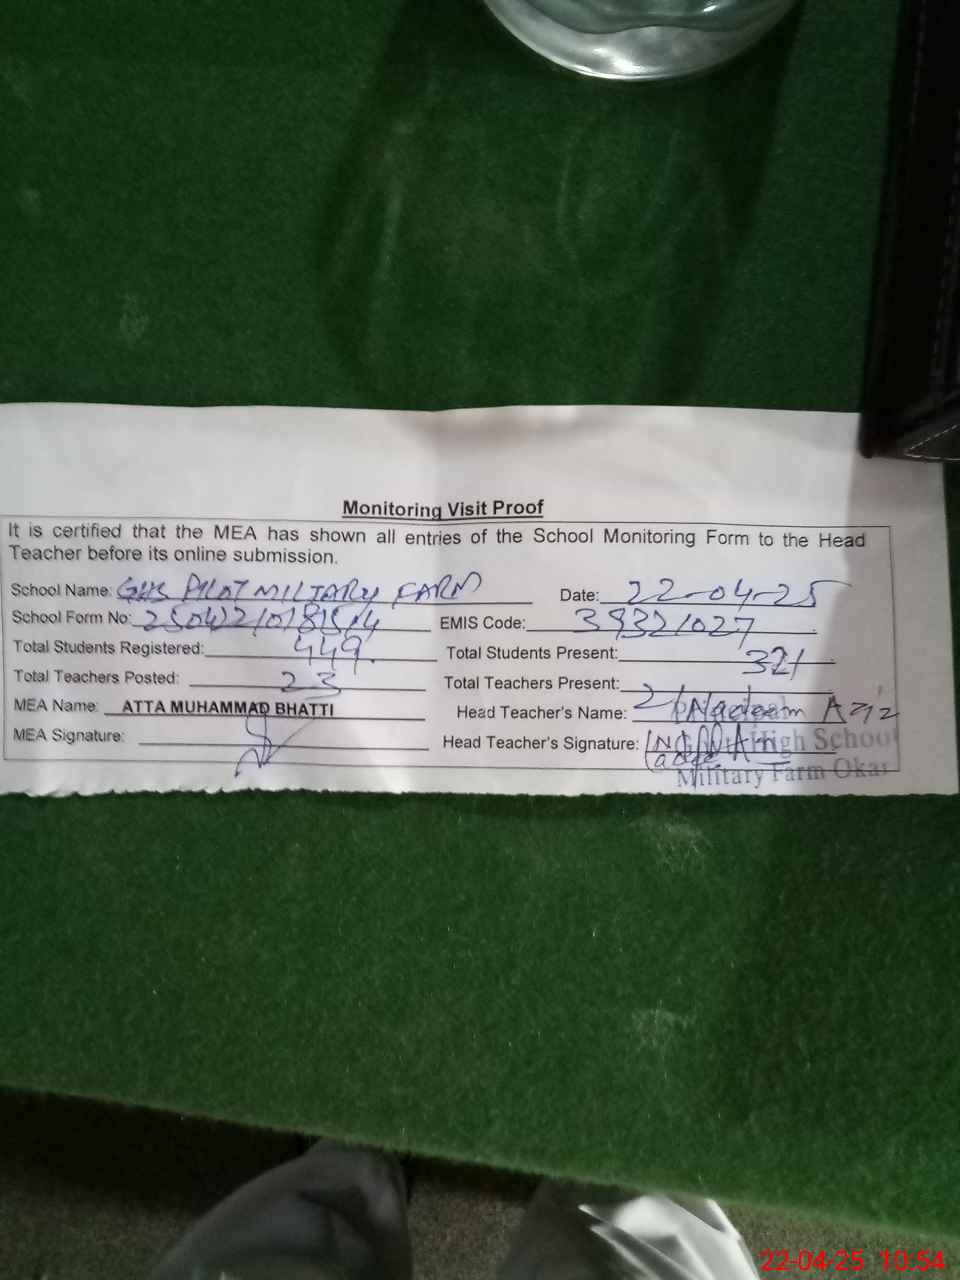 Monitoring Visit Proof
It is certified that the MEA has shown all entries of the School Monitoring Form to the Head
Teacher before its online submission.
School Name: GHS PILOT MILITARY FARM Date: 22-04-25
School Form No: EMIS Code: 39321027
Total Students Registered: 449 Total Students Present: 321
Total Teachers Posted: 23 Total Teachers Present: 21
MEA Name: ATTA MUHAMMAD BHATTI Head Teacher's Name: Nadeem Aziz
MEA Signature: Head Teacher's Signature:
High School
Military Farm Okar
22-04-25 10:54